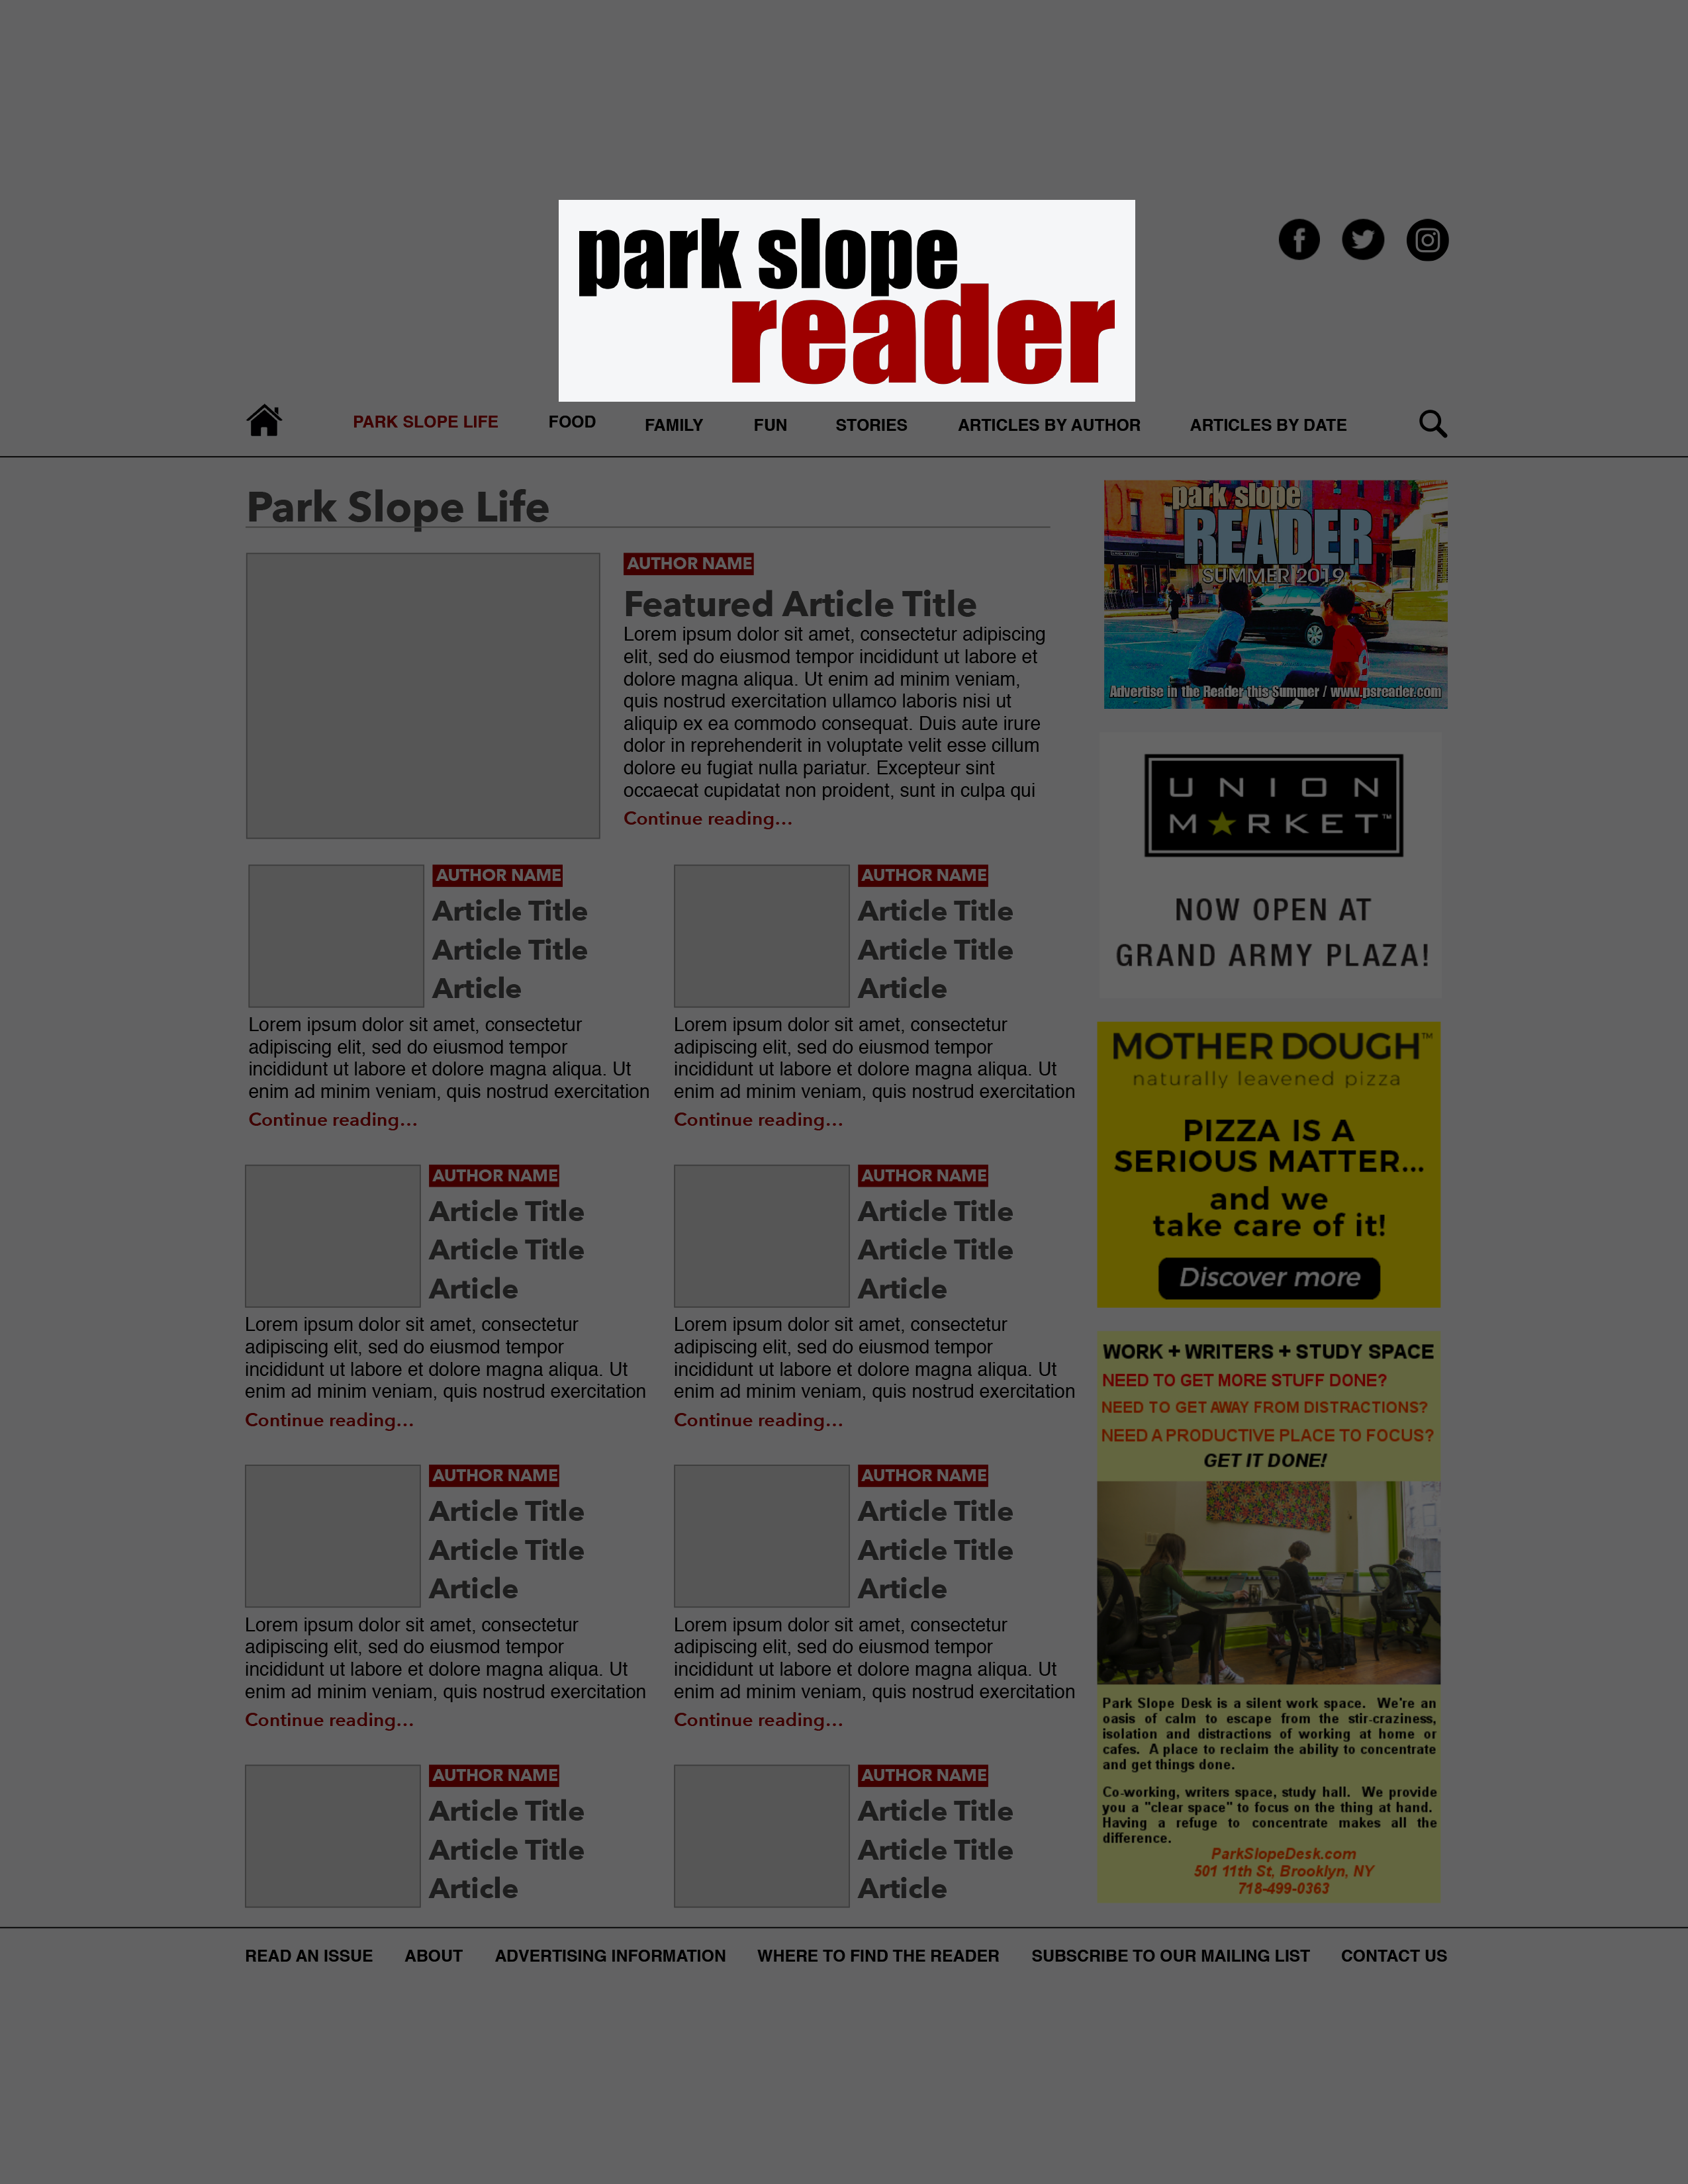 park slope
reader
PARK SLOPE LIFE FOOD FAMILY FUN STORIES ARTICLES BY AUTHOR ARTICLES BY DATE
Park Slope Life
AUTHOR NAME
Featured Article Title
Lorem ipsum dolor sit amet, consectetur adipiscing
elit, sed do eiusmod tempor incididunt ut labore et
dolore magna aliqua. Ut enim ad minim veniam,
quis nostrud exercitation ullamco laboris nisi ut
aliquip ex ea commodo consequat. Duis aute irure
dolor in reprehenderit in voluptate velit esse cillum
dolore eu fugiat nulla pariatur. Excepteur sint
occaecat cupidatat non proident, sunt in culpa qui
Continue reading…
AUTHOR NAME
Article Title
Article Title
Article
Lorem ipsum dolor sit amet, consectetur
adipiscing elit, sed do eiusmod tempor
incididunt ut labore et dolore magna aliqua. Ut
enim ad minim veniam, quis nostrud exercitation
Continue reading…
AUTHOR NAME
Article Title
Article Title
Article
Lorem ipsum dolor sit amet, consectetur
adipiscing elit, sed do eiusmod tempor
incididunt ut labore et dolore magna aliqua. Ut
enim ad minim veniam, quis nostrud exercitation
Continue reading…
AUTHOR NAME
Article Title
Article Title
Article
Lorem ipsum dolor sit amet, consectetur
adipiscing elit, sed do eiusmod tempor
incididunt ut labore et dolore magna aliqua. Ut
enim ad minim veniam, quis nostrud exercitation
Continue reading…
AUTHOR NAME
Article Title
Article Title
Article
Lorem ipsum dolor sit amet, consectetur
adipiscing elit, sed do eiusmod tempor
incididunt ut labore et dolore magna aliqua. Ut
enim ad minim veniam, quis nostrud exercitation
Continue reading…
AUTHOR NAME
Article Title
Article Title
Article
Lorem ipsum dolor sit amet, consectetur
adipiscing elit, sed do eiusmod tempor
incididunt ut labore et dolore magna aliqua. Ut
enim ad minim veniam, quis nostrud exercitation
Continue reading…
AUTHOR NAME
Article Title
Article Title
Article
Lorem ipsum dolor sit amet, consectetur
adipiscing elit, sed do eiusmod tempor
incididunt ut labore et dolore magna aliqua. Ut
enim ad minim veniam, quis nostrud exercitation
Continue reading…
AUTHOR NAME
Article Title
Article Title
Article
AUTHOR NAME
Article Title
Article Title
Article
park slope
READER
SUMMER 2019
Advertise in the Reader this Summer / www.psreader.com
UNION
M★RKET™
NOW OPEN AT
GRAND ARMY PLAZA!
MOTHER DOUGH™
naturally leavened pizza
PIZZA IS A
SERIOUS MATTER...
and we
take care of it!
Discover more
WORK + WRITERS + STUDY SPACE
NEED TO GET MORE STUFF DONE?
NEED TO GET AWAY FROM DISTRACTIONS?
NEED A PRODUCTIVE PLACE TO FOCUS?
GET IT DONE!
Park Slope Desk is a silent work space. We're an
oasis of calm to escape from the stir-craziness,
isolation and distractions of working at home or
cafes. A place to reclaim the ability to concentrate
and get things done.
Co-working, writers space, study hall. We provide
you a "clear space" to focus on the thing at hand.
Having a refuge to concentrate makes all the
difference.
ParkSlopeDesk.com
501 11th St, Brooklyn, NY
718-499-0363
READ AN ISSUE ABOUT ADVERTISING INFORMATION WHERE TO FIND THE READER SUBSCRIBE TO OUR MAILING LIST CONTACT US